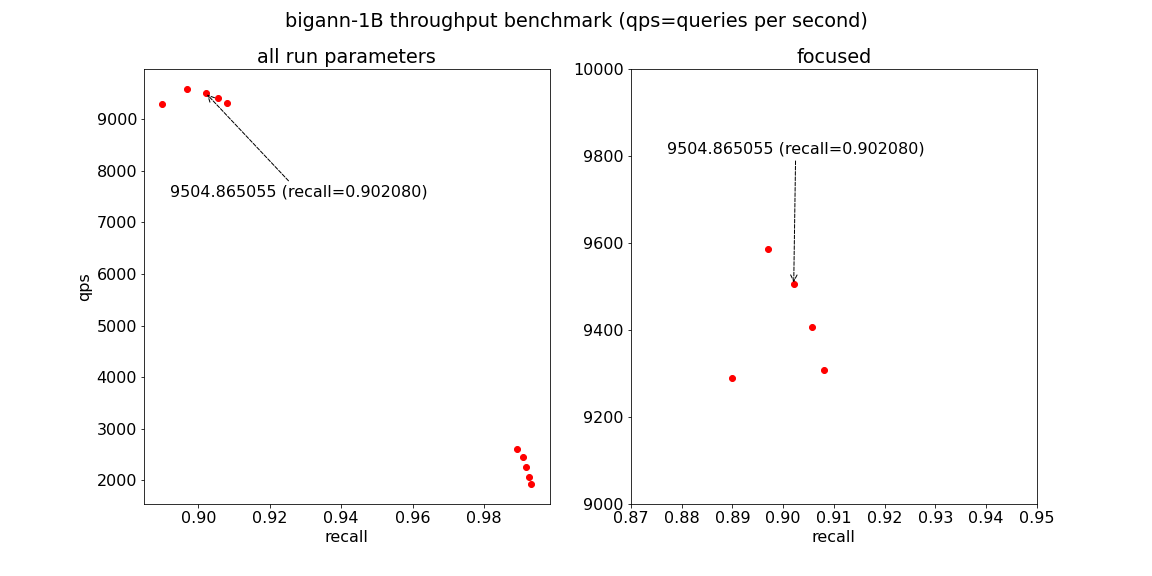 bigann-1B throughput benchmark (qps=queries per second)
all run parameters
9000
8000
7000
6000
5000
4000
3000
2000
qps
9504.865055 (recall=0.902080)
0.90 0.92 0.94 0.96 0.98
recall
focused
10000
9800
9600
9400
9200
9000
9504.865055 (recall=0.902080)
0.87 0.88 0.89 0.90 0.91 0.92 0.93 0.94 0.95
recall